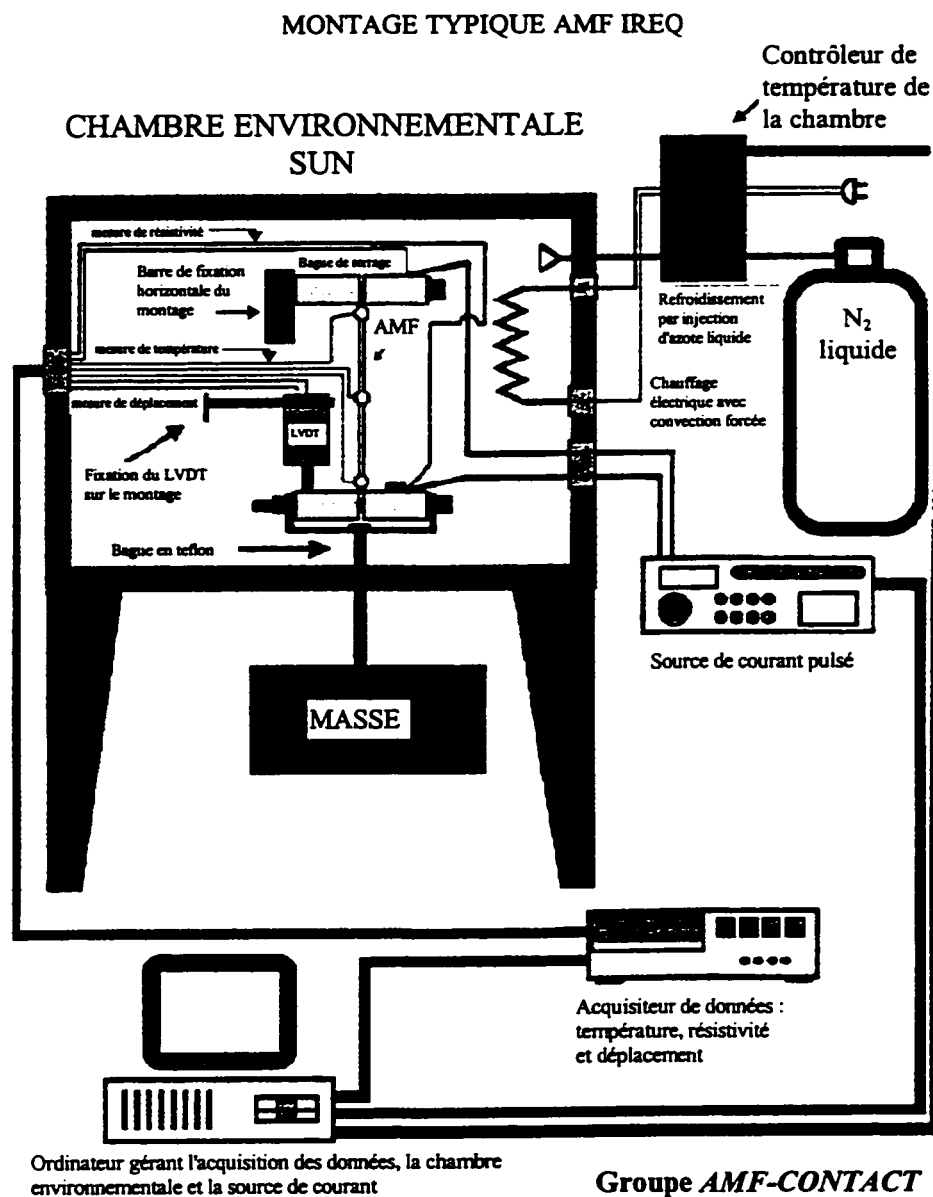 MONTAGE TYPIQUE AMF IREQ
Contrôleur de
température de
la chambre
CHAMBRE ENVIRONNEMENTALE
SUN
mesure de résistivité
Bague de serrage
Barre de fixation
horizontale du
montage
AMF
mesure de température
mesure de déplacement
LVDT
Fixation du LVDT
sur le montage
Bague en teflon
Refroidissement
par injection
d'azote liquide
N₂
liquide
Chauffage
électrique avec
convection forcée
Source de courant pulsé
MASSE
Acquisiteur de données :
température, résistivité
et déplacement
Ordinateur gérant l'acquisition des données, la chambre
environnementale et la source de courant
Groupe AMF-CONTACT